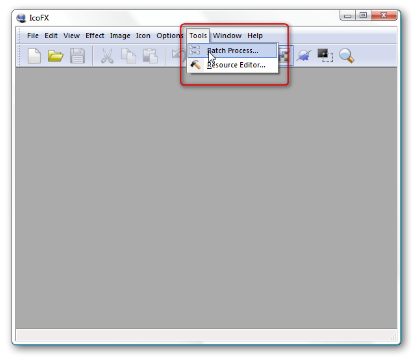 IcoFX
File Edit View Effect Image Icon Options Tools Window Help
Batch Process...
Resource Editor...